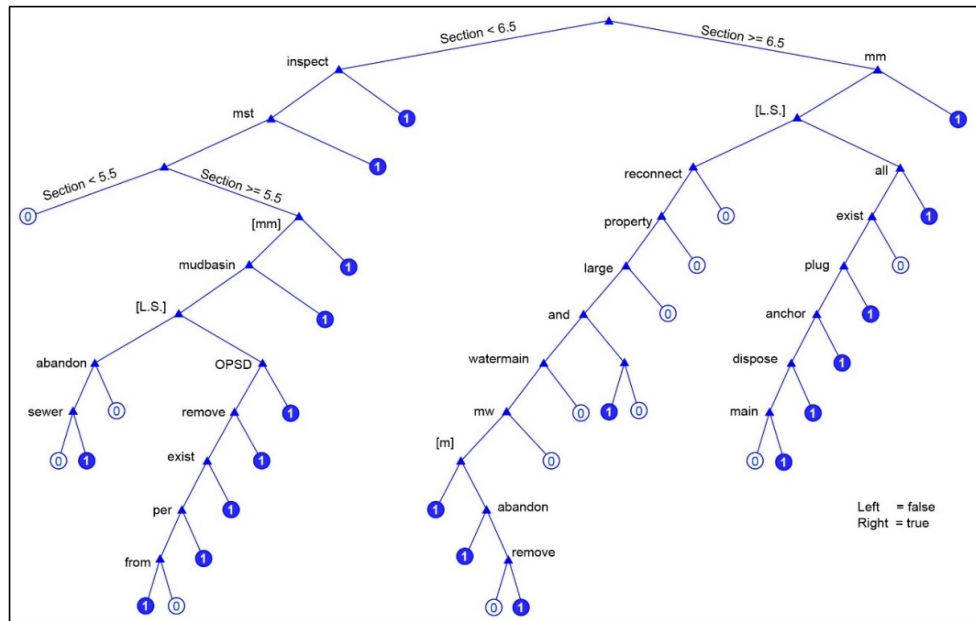 Section < 6.5
Section >= 6.5
inspect
mm
1
mst
[L.S.]
1
1
Section < 5.5
Section >= 5.5
reconnect
all
0
[mm]
property
0
exist
1
mudbasin
1
large
0
plug
0
[L.S.]
1
and
0
anchor
1
abandon
OPSD
watermain
dispose
1
sewer
0
remove
1
mw
0
1
0
main
1
0
1
exist
1
[m]
0
0
1
per
1
1
abandon
Left = false
Right = true
from
1
1
remove
1
0
0
1